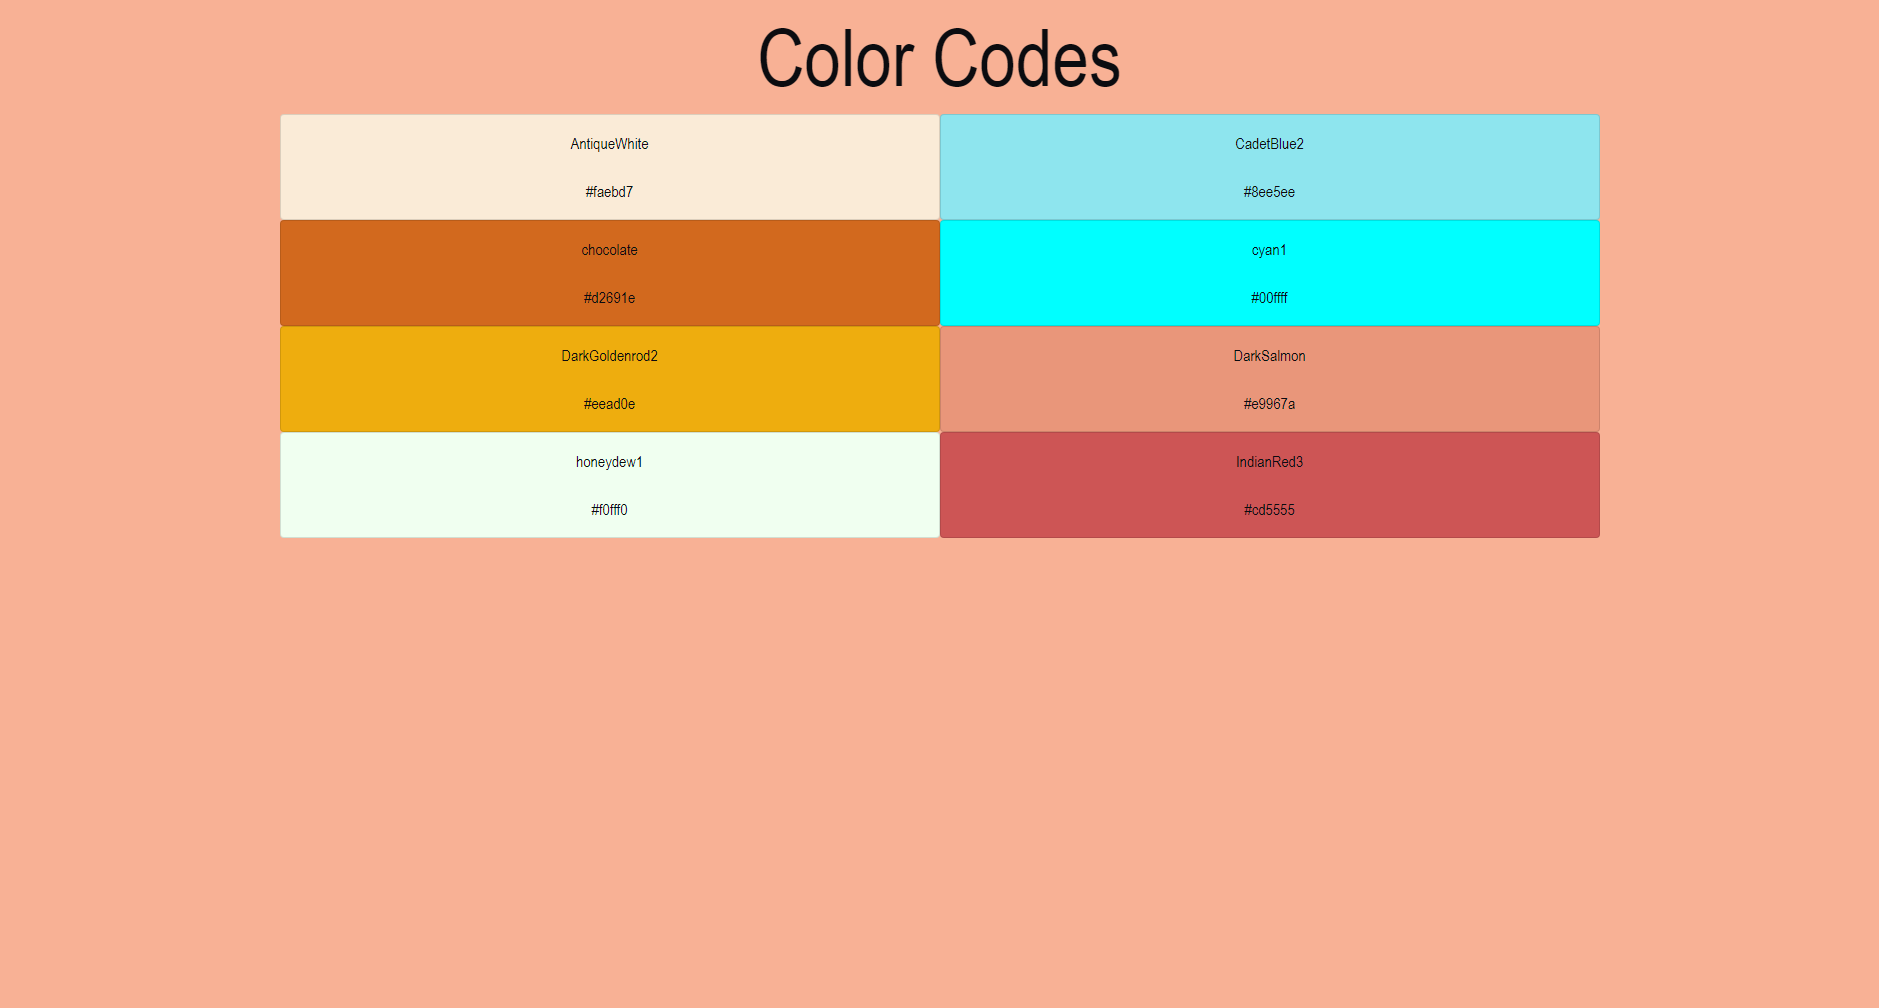 Color Codes
AntiqueWhite
#faebd7
CadetBlue2
#8ee5ee
chocolate
#d2691e
cyan1
#00ffff
DarkGoldenrod2
#eead0e
DarkSalmon
#e9967a
honeydew1
#f0fff0
IndianRed3
#cd5555